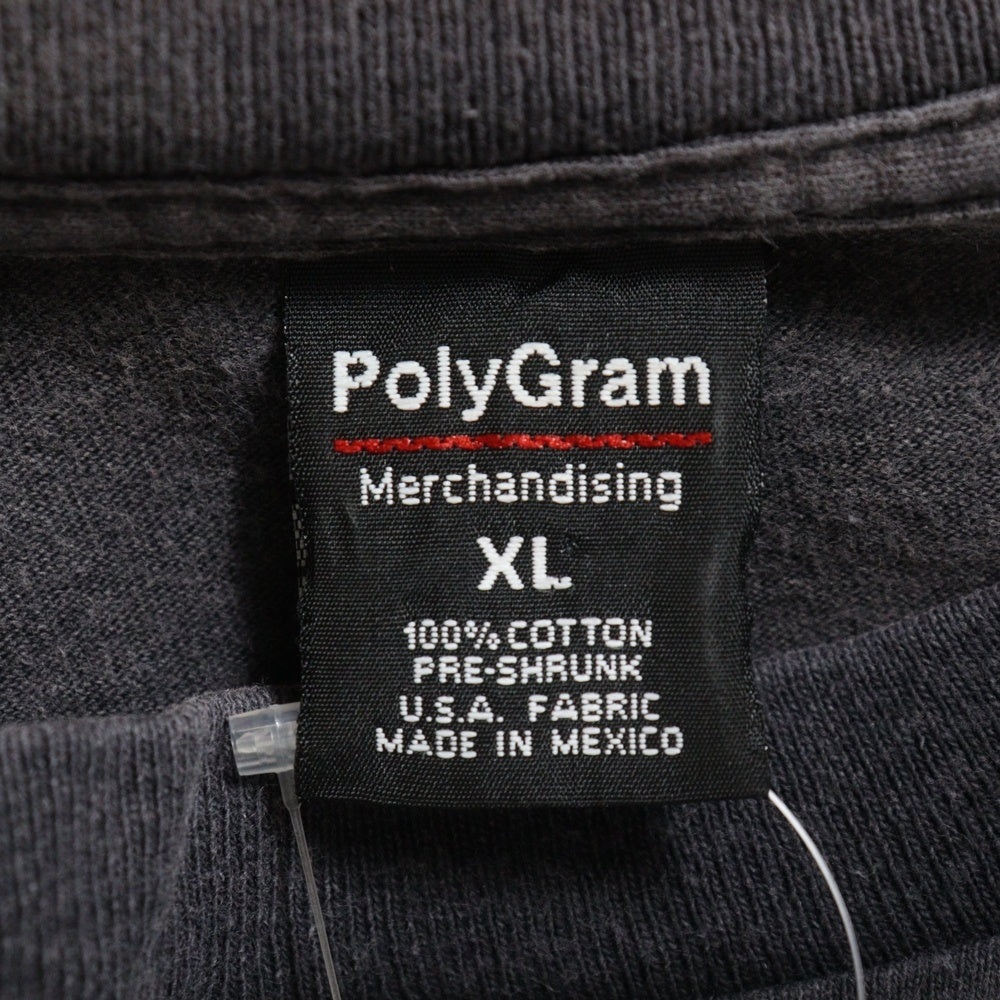 PolyGram
Merchandising
XL
100% COTTON
PRE-SHRUNK
U.S.A. FABRIC
MADE IN MEXICO